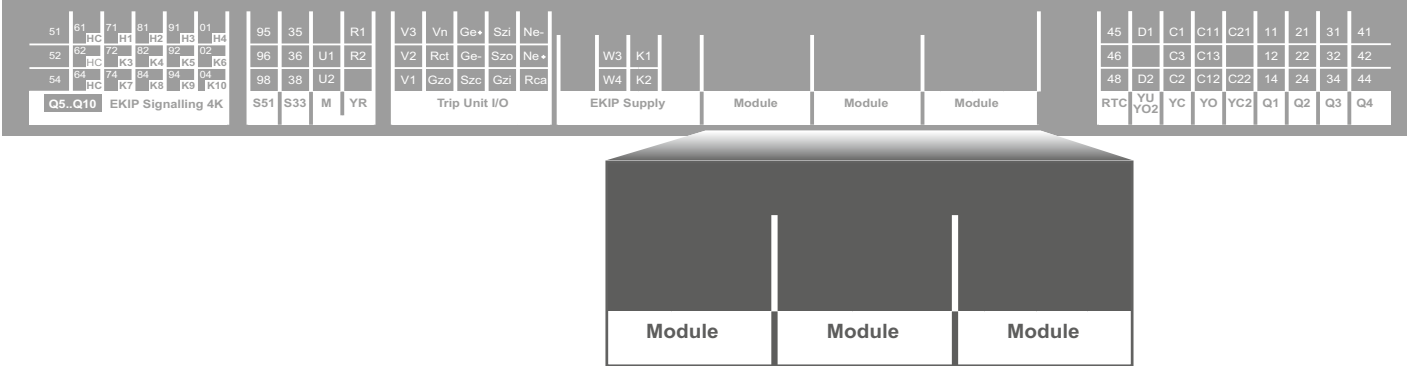 51 61 HC 71 H1 81 H2 91 H3 01 H4 95 35 R1 V3 Vn Ge+ Szi Ne- 45 D1 C1 C11 C21 11 21 31 41
52 62 HC 72 K3 82 K4 92 K5 02 K6 96 36 U1 R2 V2 Rct Ge- Szo Ne+ W3 K1 46 C3 C13 12 22 32 42
54 64 HC 74 K7 84 K8 94 K9 04 K10 98 38 U2 V1 Gzo Szc Gzi Rca W4 K2 48 D2 C2 C12 C22 14 24 34 44
Q5..Q10 EKIP Signalling 4K S51 S33 M YR Trip Unit I/O EKIP Supply Module Module Module RTC YU YO2 YC YO YC2 Q1 Q2 Q3 Q4
Module Module Module